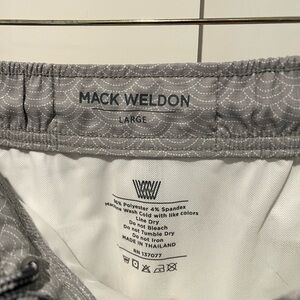 MACK WELDON
LARGE
Polyester 4% Spandex
Wash Cold with like colors
Line Dry
Do not Bleach
Do not Tumble Dry
Do not Iron
MADE IN THAILAND
RN 137077